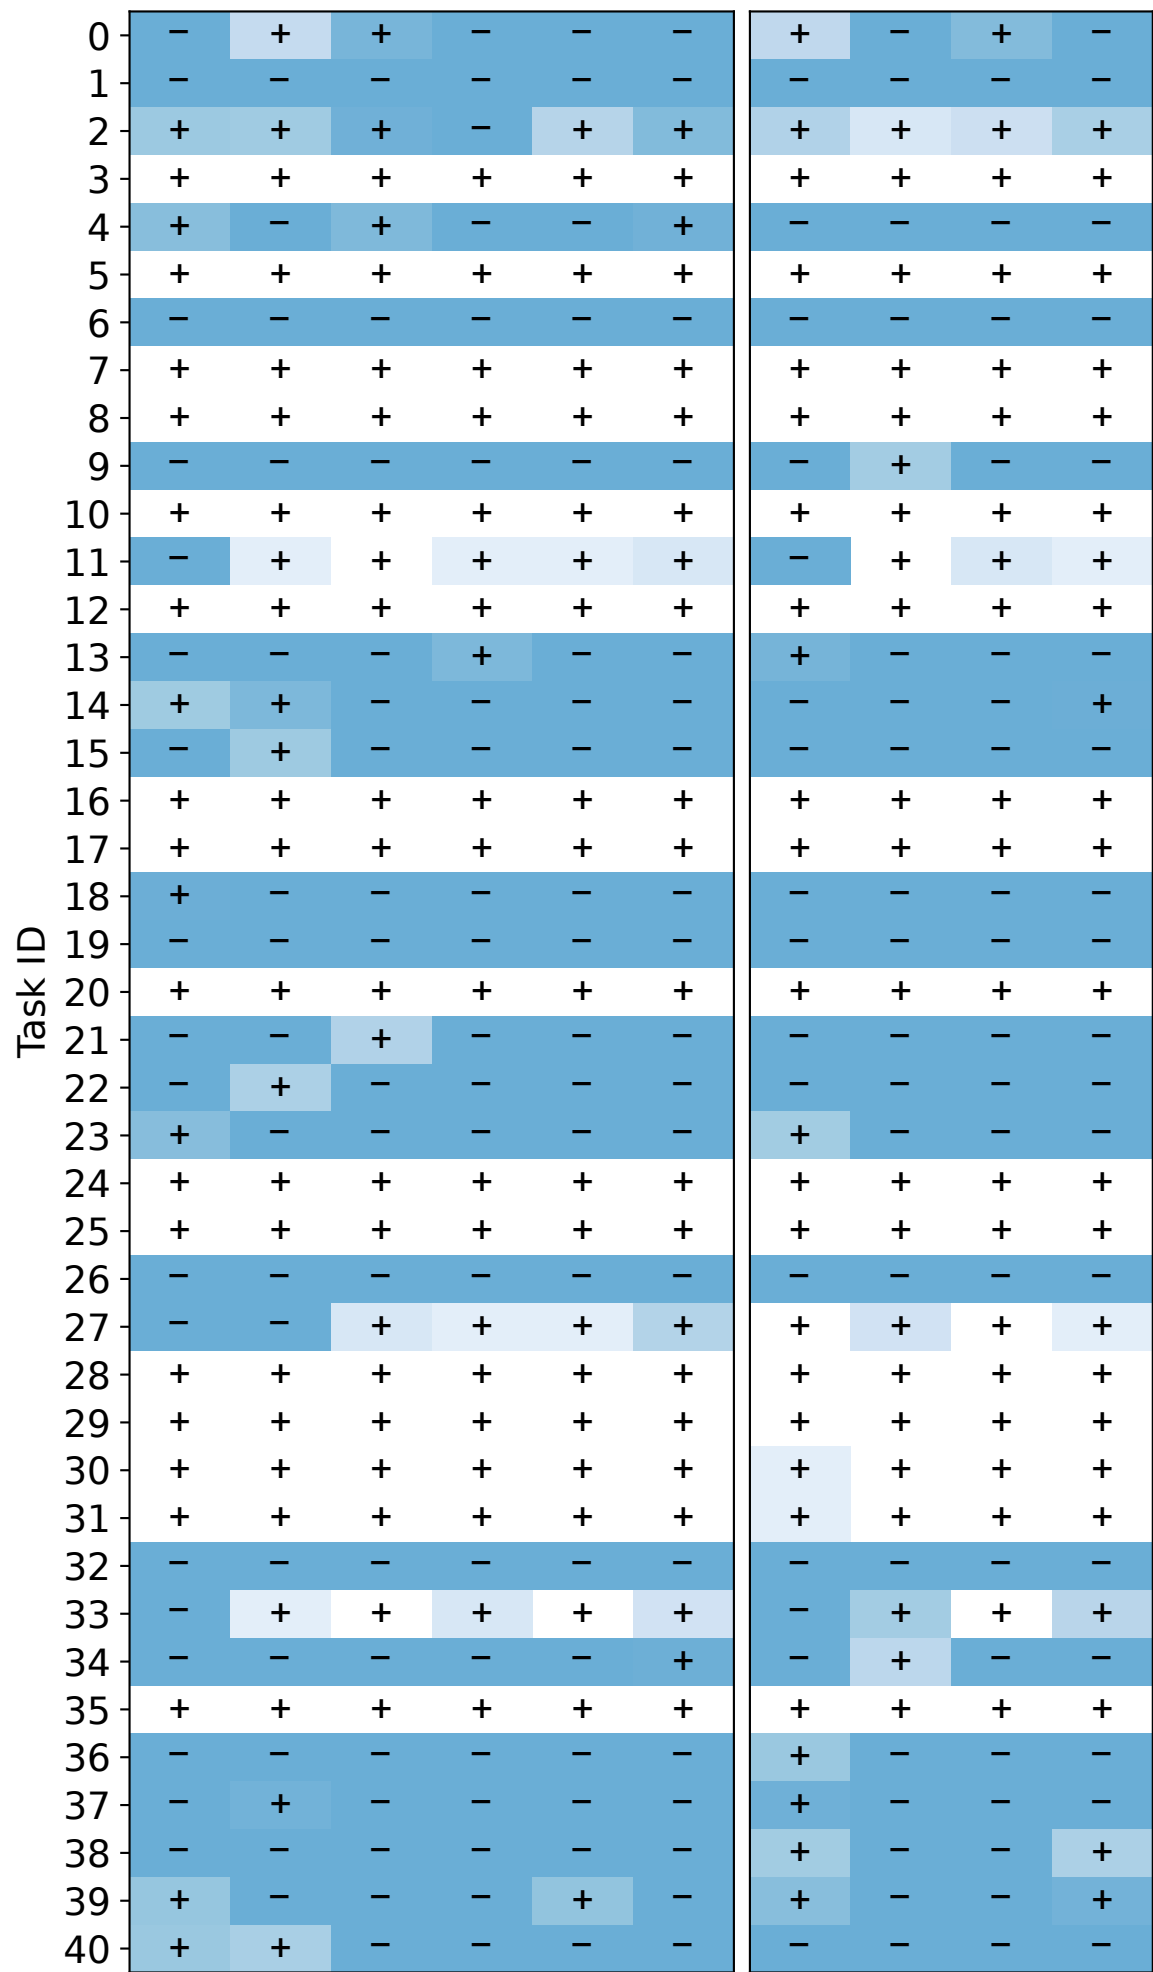 0 − + + − − − + − + −
1 − − − − − − − − − −
2 + + + − + + + + + +
3 + + + + + + + + + +
4 + − + − − + − − − −
5 + + + + + + + + + +
6 − − − − − − − − − −
7 + + + + + + + + + +
8 + + + + + + + + + +
9 − − − − − − − + − −
10 + + + + + + + + + +
11 − + + + + + − + + +
12 + + + + + + + + + +
13 − − − + − − + − − −
14 + + − − − − − − − +
15 − + − − − − − − − −
16 + + + + + + + + + +
17 + + + + + + + + + +
18 + − − − − − − − − −
19 − − − − − − − − − −
20 + + + + + + + + + +
21 − − + − − − − − − −
22 − + − − − − − − − −
23 + − − − − − + − − −
24 + + + + + + + + + +
25 + + + + + + + + + +
26 − − − − − − − − − −
27 − − + + + + + + + +
28 + + + + + + + + + +
29 + + + + + + + + + +
30 + + + + + + + + + +
31 + + + + + + + + + +
32 − − − − − − − − − −
33 − + + + + + − + + +
34 − − − − − + − + − −
35 + + + + + + + + + +
36 − − − − − − + − − −
37 − + − − − − + − − −
38 − − − − − − + − − +
39 + − − − + − + − − +
40 + + − − − − − − − −
Task ID